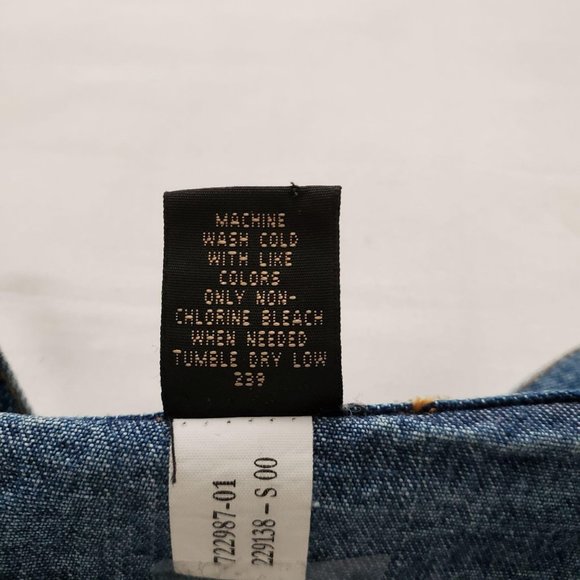 MACHINE
WASH COLD
WITH LIKE
COLORS
ONLY NON-
CHLORINE BLEACH
WHEN NEEDED
TUMBLE DRY LOW
239
722987-01
229138 - S 00